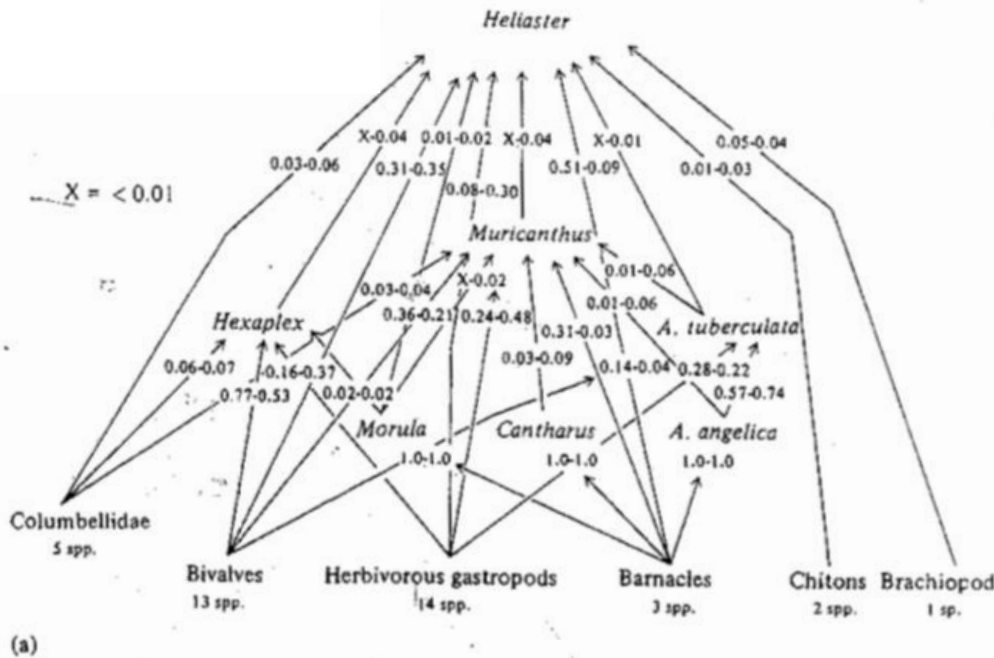 Heliaster
X-0.04 0.01-0.02 X-0.04 X-0.01 0.05-0.04
0.03-0.06 0.31-0.35 0.51-0.09 0.01-0.03
X = < 0.01
0.08-0.30
Muricanthus
0.01-0.06
0.03-0.04 X-0.02 0.01-0.06
Hexaplex 0.36-0.21 0.24-0.48 0.31-0.03 A. tuberculata
0.06-0.07 0.16-0.37 0.03-0.09 0.14-0.04 0.28-0.22
0.77-0.53 0.02-0.02 0.57-0.74
Morula Cantharus A. angelica
1.0-1.0 1.0-1.0 1.0-1.0
Columbellidae
5 spp.
Bivalves Herbivorous gastropods Barnacles Chitons Brachiopod
13 spp. 14 spp. 3 spp. 2 spp. 1 sp.
(a)